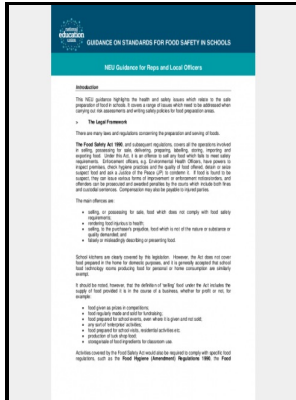 national
education
union
GUIDANCE ON STANDARDS FOR FOOD SAFETY IN SCHOOLS
NEU Guidance for Reps and Local Officers
Introduction
This NEU guidance highlights the health and safety issues which relate to the safe
preparation of food in schools. It covers a range of issues which need to be addressed when
carrying out risk assessments and writing safety policies for food preparation areas.
The Legal Framework
There are many laws and regulations concerning the preparation and serving of foods.
The Food Safety Act 1990, and subsequent regulations, covers all the operations involved
in selling, possessing for sale, delivering, preparing, labelling, storing, importing and
exporting food. Under this Act, it is an offence to sell any food which fails to meet safety
requirements. Enforcement officers, e.g. Environmental Health Officers, have powers to
inspect premises, check hygiene practices and the quality of food offered, detain or seize
suspect food and ask a Justice of the Peace (JP) to condemn it. If food is found to be
suspect, they can issue various forms of improvement or enforcement notices/orders, and
offenders can be prosecuted and awarded penalties by the courts which include both fines
and custodial sentences. Compensation may also be payable to injured parties.
The main offences are:
• selling, or possessing for sale, food which does not comply with food safety
requirements;
• rendering food injurious to health;
• selling, to the purchaser's prejudice, food which is not of the nature or substance or
quality demanded; and
• falsely or misleadingly describing or presenting food.
School kitchens are clearly covered by this legislation. However, the Act does not cover
food prepared in the home for domestic purposes, and it is generally accepted that school
food technology rooms producing food for personal or home consumption are similarly
exempt.
It should be noted, however, that the definition of 'selling' food under the Act includes the
supply of food provided it is in the course of a business, whether for profit or not, for
example:
• food given as prizes in competitions;
• food regularly made and sold for fundraising;
• food prepared for school events, even where it is given and not sold;
• any sort of 'enterprise' activities;
• food prepared for school visits, residential activities etc.
• production of tuck shop food;
• storage/sale of food ingredients for classroom use.
Activities covered by the Food Safety Act would also be required to comply with specific food
regulations, such as the Food Hygiene (Amendment) Regulations 1990, the Food